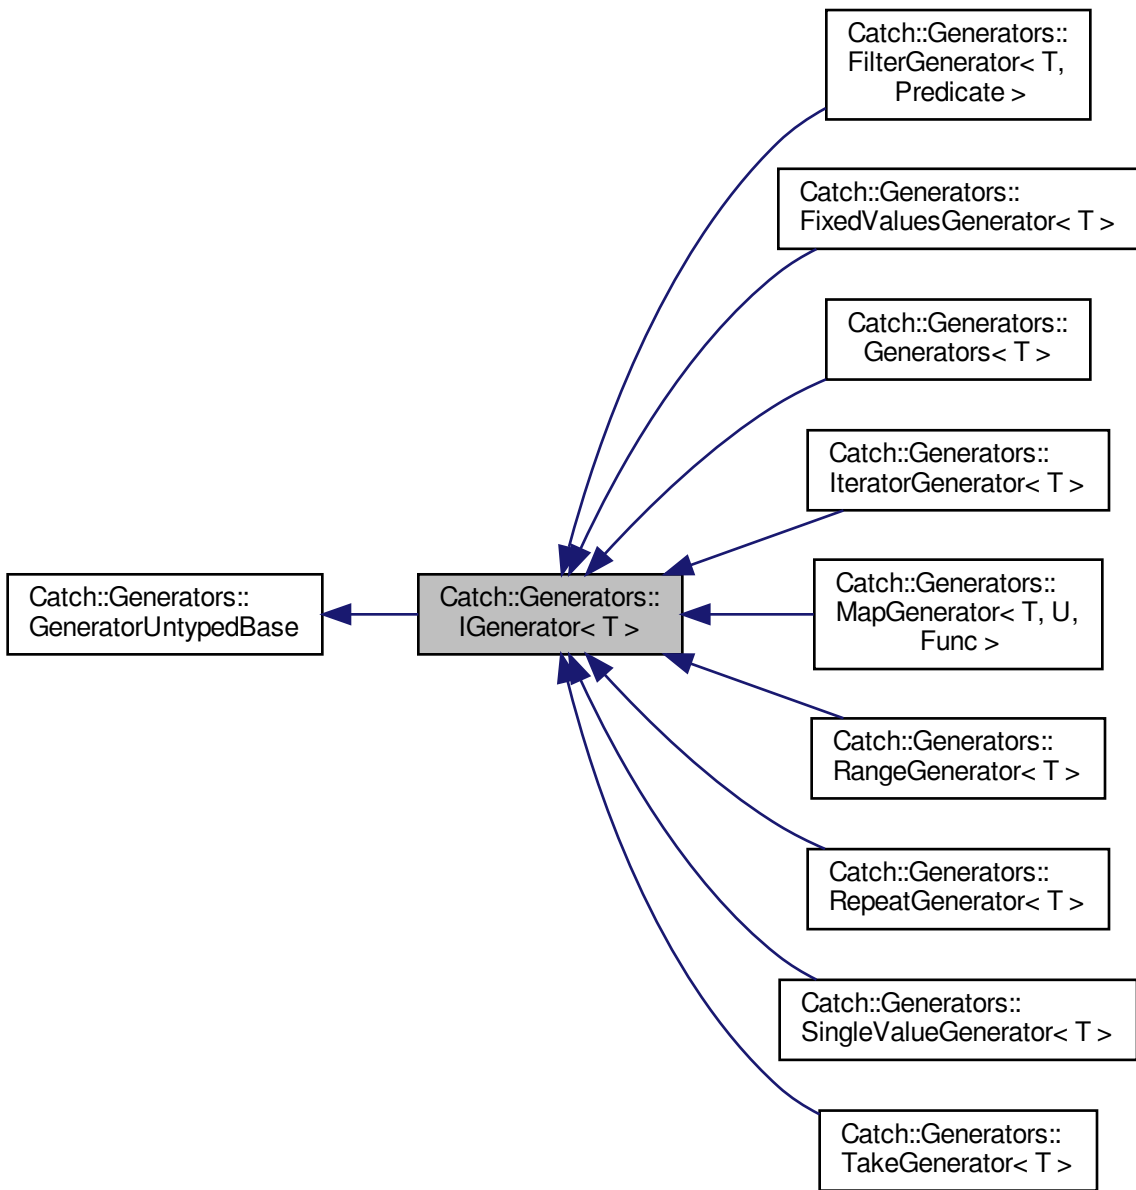 Catch::Generators::
FilterGenerator< T,
Predicate >
Catch::Generators::
FixedValuesGenerator< T >
Catch::Generators::
Generators< T >
Catch::Generators::
IteratorGenerator< T >
Catch::Generators::
GeneratorUntypedBase
Catch::Generators::
IGenerator< T >
Catch::Generators::
MapGenerator< T, U,
Func >
Catch::Generators::
RangeGenerator< T >
Catch::Generators::
RepeatGenerator< T >
Catch::Generators::
SingleValueGenerator< T >
Catch::Generators::
TakeGenerator< T >